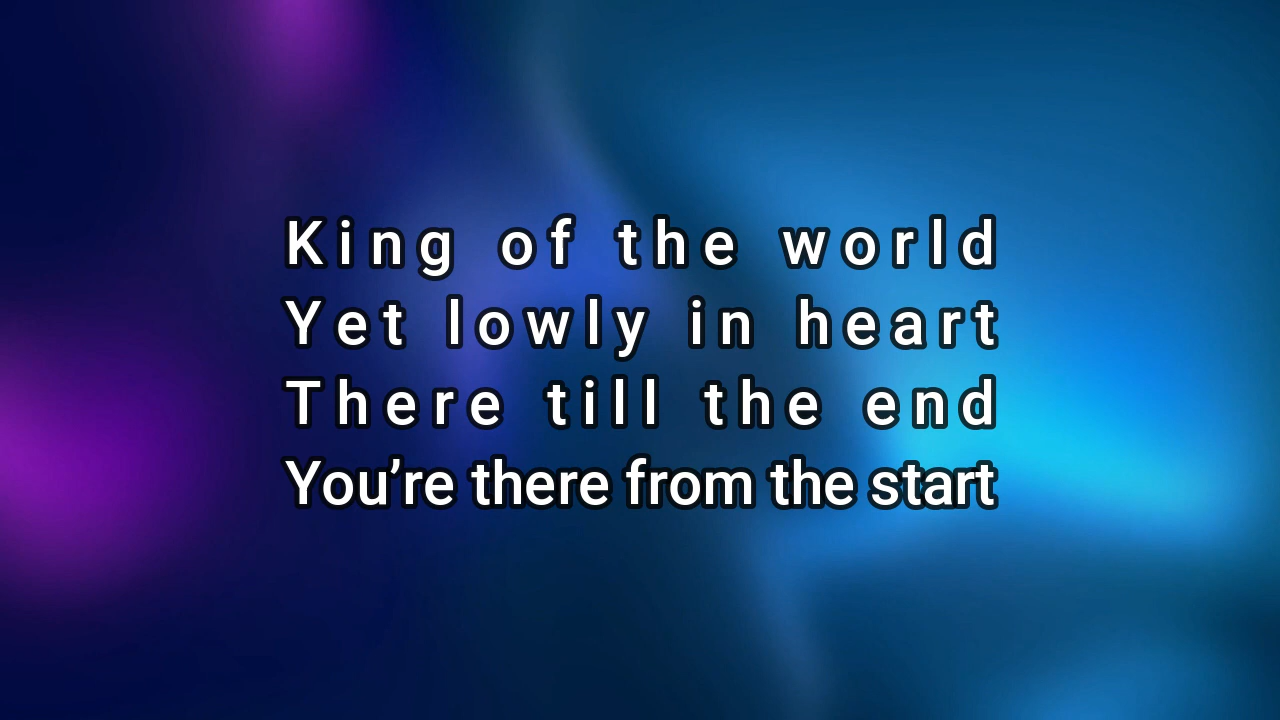 King of the world
Yet lowly in heart
There till the end
You’re there from the start